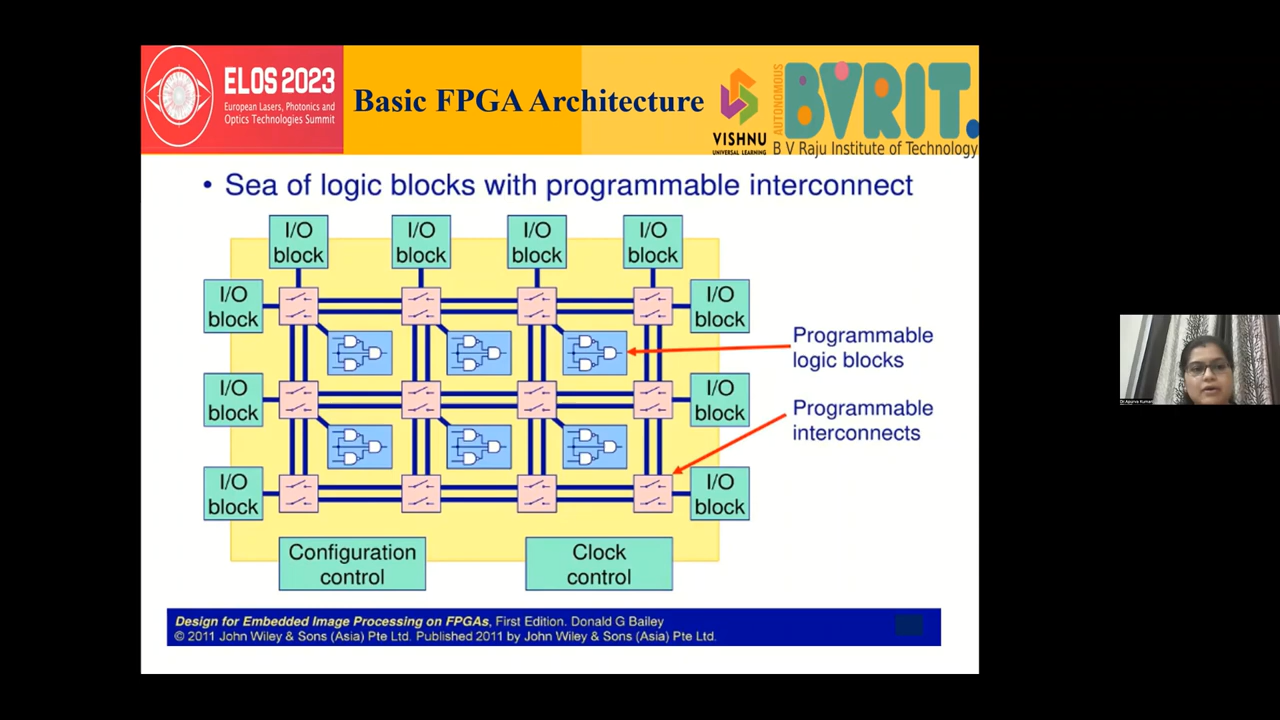 ELOS 2023
European Lasers, Photonics and
Optics Technologies Summit
Basic FPGA Architecture
VISHNU
UNIVERSAL LEARNING
AUTONOMOUS
BVRIT.
B V Raju Institute of Technology
• Sea of logic blocks with programmable interconnect
I/O
block
I/O
block
I/O
block
I/O
block
I/O
block
I/O
block
I/O
block
I/O
block
I/O
block
I/O
block
Programmable
logic blocks
Programmable
interconnects
Configuration
control
Clock
control
Design for Embedded Image Processing on FPGAs, First Edition. Donald G Bailey
© 2011 John Wiley & Sons (Asia) Pte Ltd. Published 2011 by John Wiley & Sons (Asia) Pte Ltd.
Dr Apurva Kumari